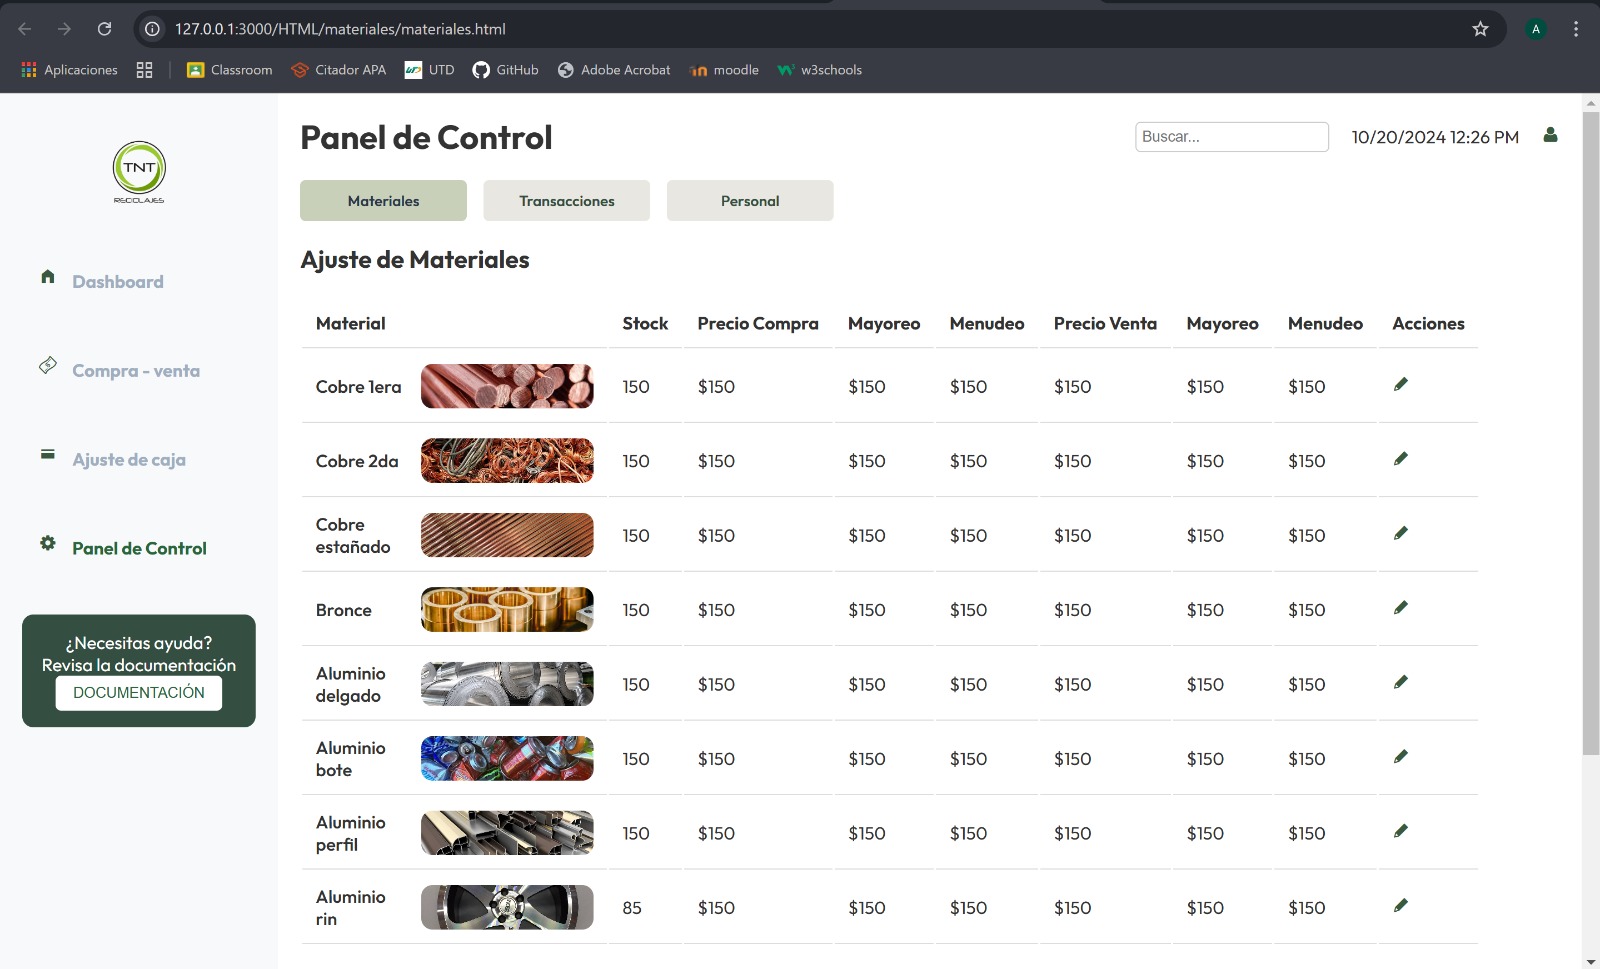 127.0.0.1:3000/HTML/materiales/materiales.html
A
Aplicaciones
Classroom
Citador APA
UTD
GitHub
Adobe Acrobat
moodle
w3schools
TNT
RECICLAJES
Dashboard
Compra - venta
Ajuste de caja
Panel de Control
¿Necesitas ayuda?
Revisa la documentación
DOCUMENTACIÓN
Panel de Control
Buscar...
10/20/2024 12:26 PM
Materiales
Transacciones
Personal
Ajuste de Materiales
Material Stock Precio Compra Mayoreo Menudeo Precio Venta Mayoreo Menudeo Acciones
Cobre 1era 150 $150 $150 $150 $150 $150 $150
Cobre 2da 150 $150 $150 $150 $150 $150 $150
Cobre
estañado 150 $150 $150 $150 $150 $150 $150
Bronce 150 $150 $150 $150 $150 $150 $150
Aluminio
delgado 150 $150 $150 $150 $150 $150 $150
Aluminio
bote 150 $150 $150 $150 $150 $150 $150
Aluminio
perfil 150 $150 $150 $150 $150 $150 $150
Aluminio
rin 85 $150 $150 $150 $150 $150 $150